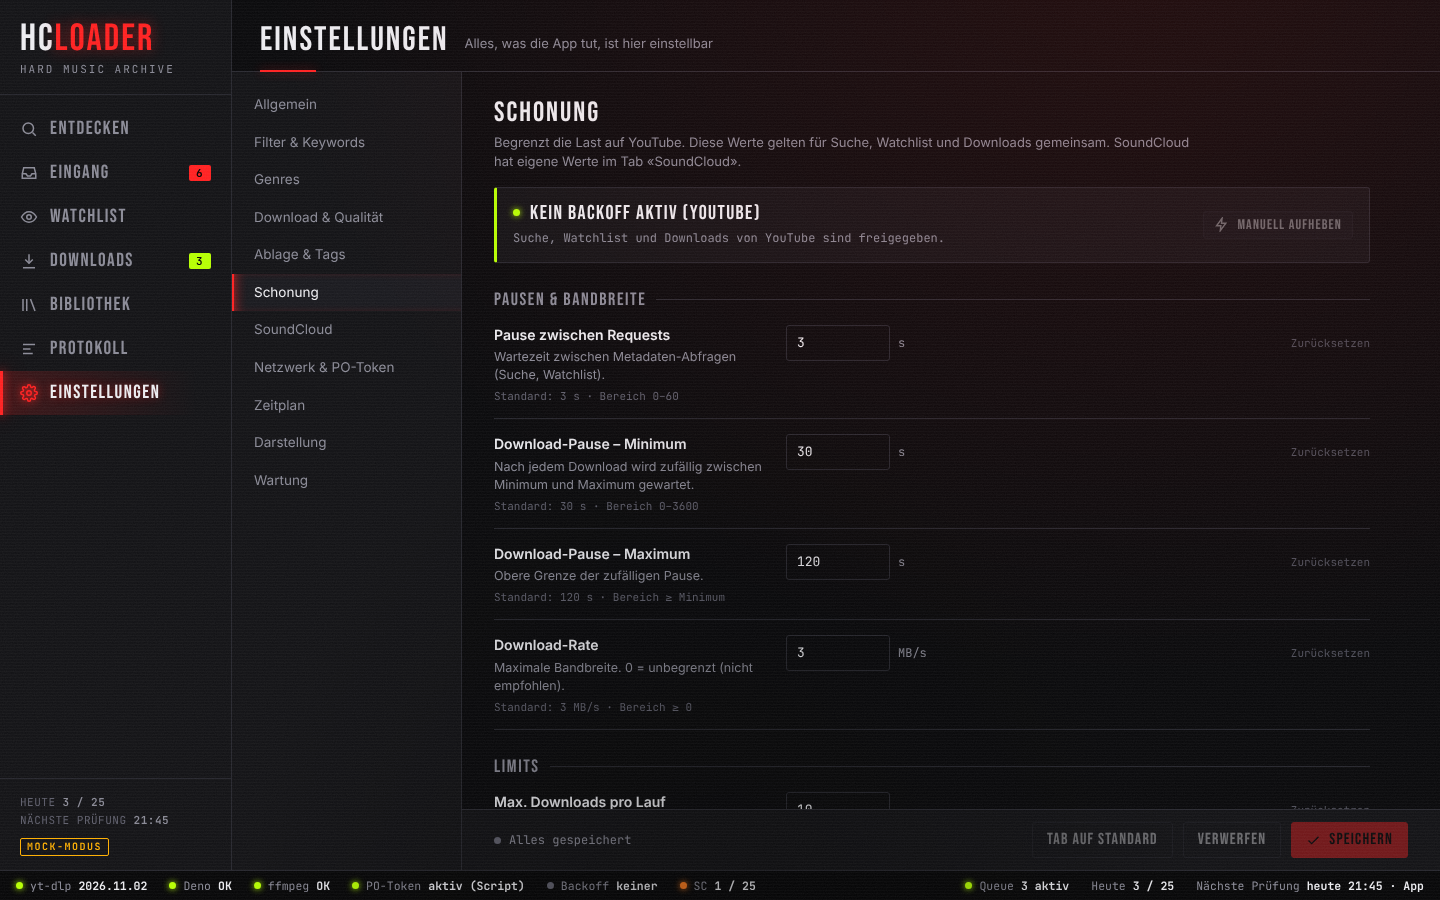 HCLOADER
HARD MUSIC ARCHIVE
ENTDECKEN
EINGANG 6
WATCHLIST
DOWNLOADS 3
BIBLIOTHEK
PROTOKOLL
EINSTELLUNGEN
HEUTE 3 / 25
NÄCHSTE PRÜFUNG 21:45
MOCK-MODUS
EINSTELLUNGEN Alles, was die App tut, ist hier einstellbar
Allgemein
Filter & Keywords
Genres
Download & Qualität
Ablage & Tags
Schonung
SoundCloud
Netzwerk & PO-Token
Zeitplan
Darstellung
Wartung
SCHONUNG
Begrenzt die Last auf YouTube. Diese Werte gelten für Suche, Watchlist und Downloads gemeinsam. SoundCloud
hat eigene Werte im Tab «SoundCloud».
KEIN BACKOFF AKTIV (YOUTUBE)
Suche, Watchlist und Downloads von YouTube sind freigegeben.
MANUELL AUFHEBEN
PAUSEN & BANDBREITE
Pause zwischen Requests 3 s Zurücksetzen
Wartezeit zwischen Metadaten-Abfragen
(Suche, Watchlist).
Standard: 3 s · Bereich 0–60
Download-Pause – Minimum 30 s Zurücksetzen
Nach jedem Download wird zufällig zwischen
Minimum und Maximum gewartet.
Standard: 30 s · Bereich 0–3600
Download-Pause – Maximum 120 s Zurücksetzen
Obere Grenze der zufälligen Pause.
Standard: 120 s · Bereich ≥ Minimum
Download-Rate 3 MB/s Zurücksetzen
Maximale Bandbreite. 0 = unbegrenzt (nicht
empfohlen).
Standard: 3 MB/s · Bereich ≥ 0
LIMITS
Max. Downloads pro Lauf 10 Zurücksetzen
Alles gespeichert TAB AUF STANDARD VERWERFEN SPEICHERN
yt-dlp 2026.11.02 Deno OK ffmpeg OK PO-Token aktiv (Script) Backoff keiner SC 1 / 25 Queue 3 aktiv Heute 3 / 25 Nächste Prüfung heute 21:45 · App